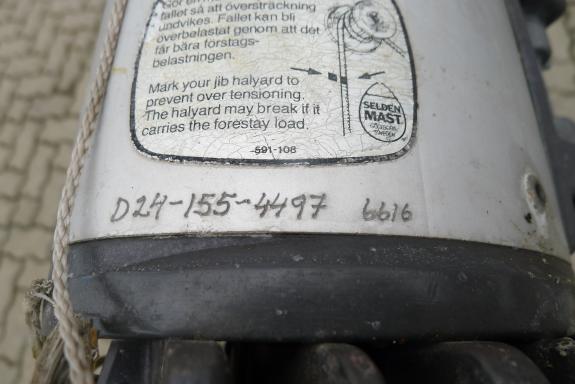 fallet så att översträckning
undvikes. Fallet kan bli
överbelastat genom att det
får bära förstags-
belastningen.
Mark your jib halyard to
prevent over tensioning.
The halyard may break if it
carries the forestay load.
SELDÉN
MAST
SWEDEN
591-108
D24-155-4497 6616